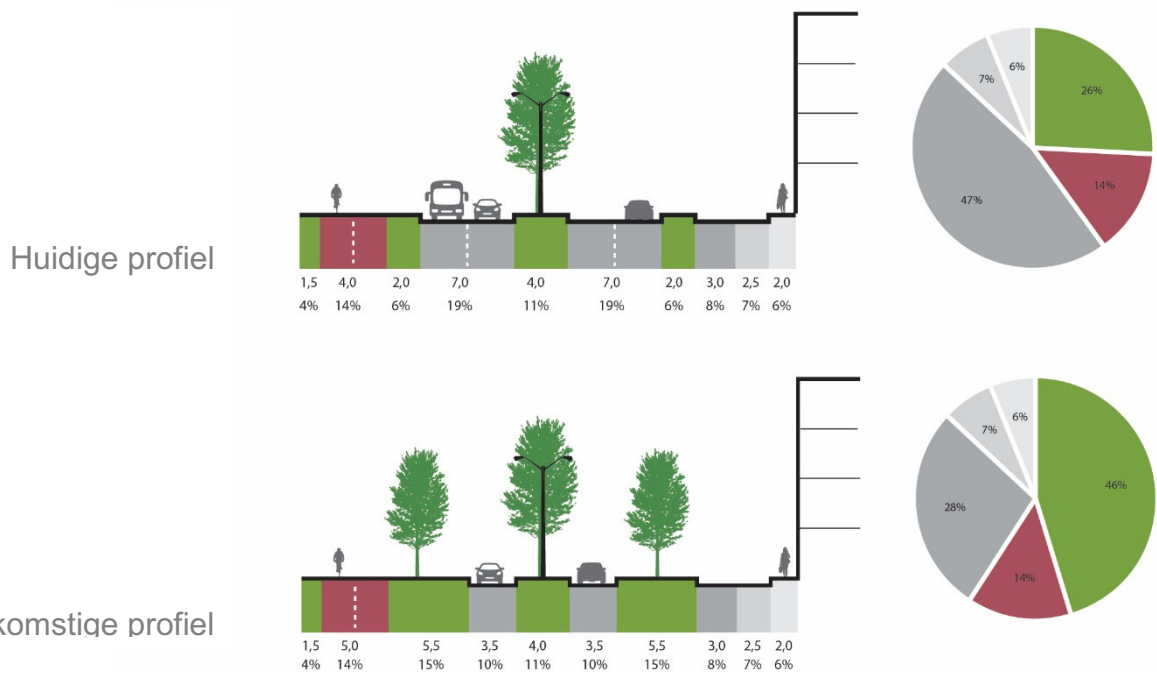 Huidige profiel
1,5 4,0 2,0 7,0 4,0 7,0 2,0 3,0 2,5 2,0
4% 14% 6% 19% 11% 19% 6% 8% 7% 6%
6%
7%
26%
14%
47%
komstige profiel
1,5 5,0 5,5 3,5 4,0 3,5 5,5 3,0 2,5 2,0
4% 14% 15% 10% 11% 10% 15% 8% 7% 6%
6%
7%
46%
28%
14%